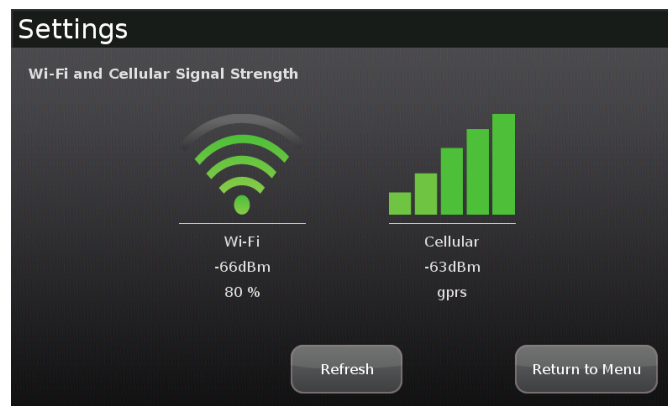 Settings
Wi-Fi and Cellular Signal Strength
Wi-Fi
-66dBm
80 %
Cellular
-63dBm
gprs
Refresh
Return to Menu